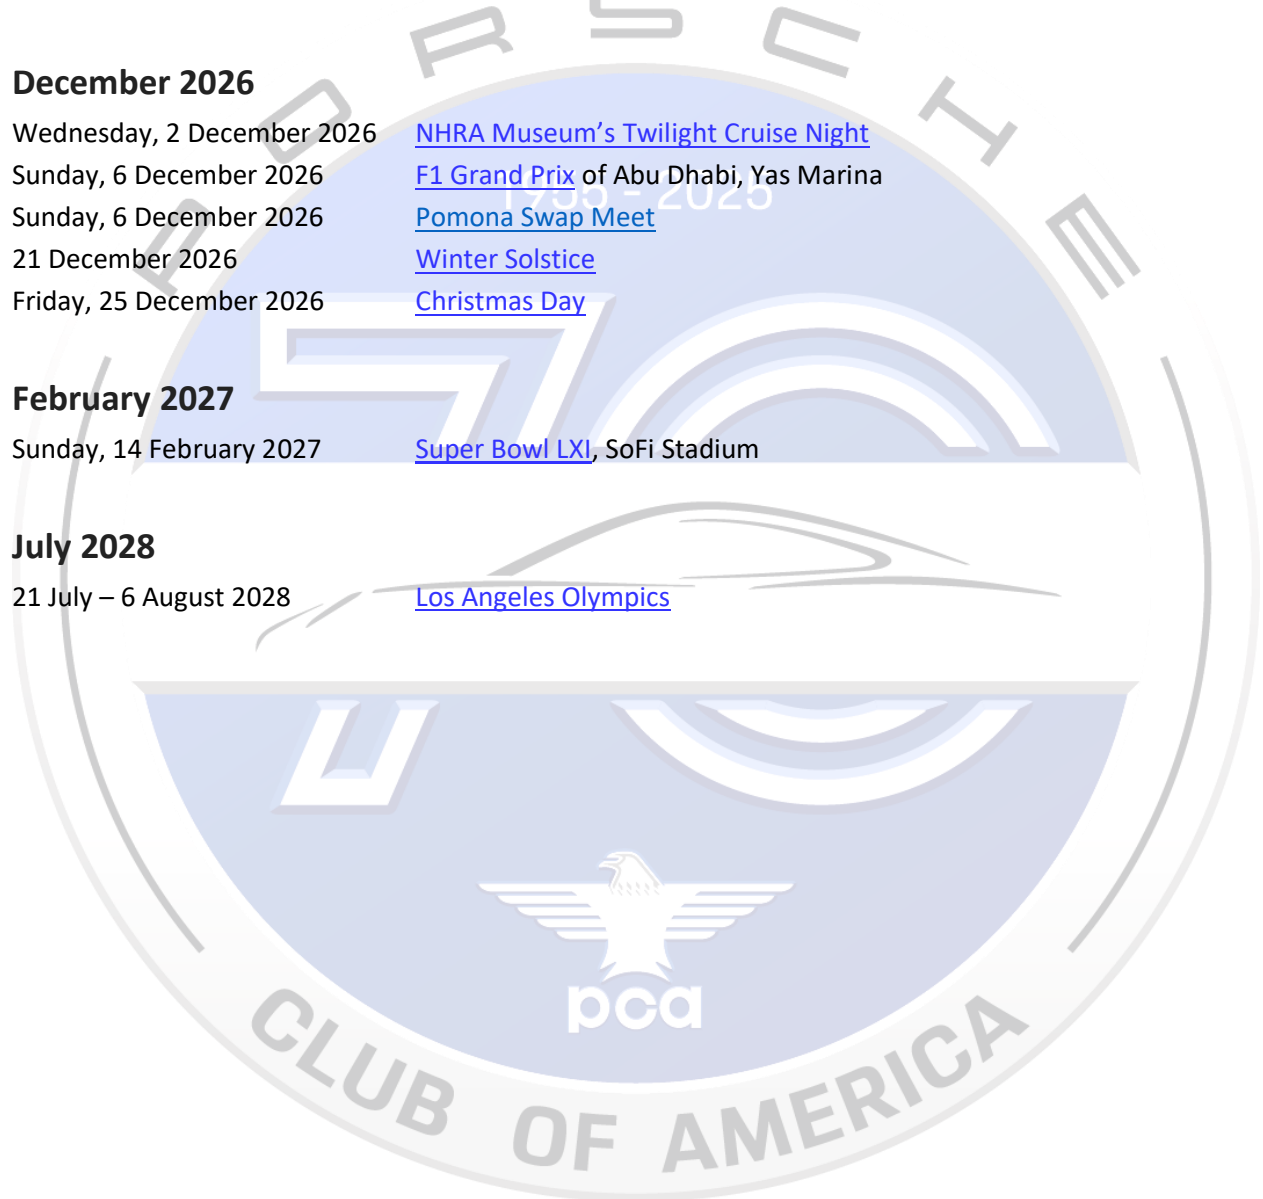 PORSCHE
December 2026
Wednesday, 2 December 2026 NHRA Museum’s Twilight Cruise Night
Sunday, 6 December 2026 F1 Grand Prix of Abu Dhabi, Yas Marina
1955 - 2025
Sunday, 6 December 2026 Pomona Swap Meet
21 December 2026 Winter Solstice
Friday, 25 December 2026 Christmas Day
70
February 2027
Sunday, 14 February 2027 Super Bowl LXI, SoFi Stadium
July 2028
21 July – 6 August 2028 Los Angeles Olympics
pca
CLUB OF AMERICA